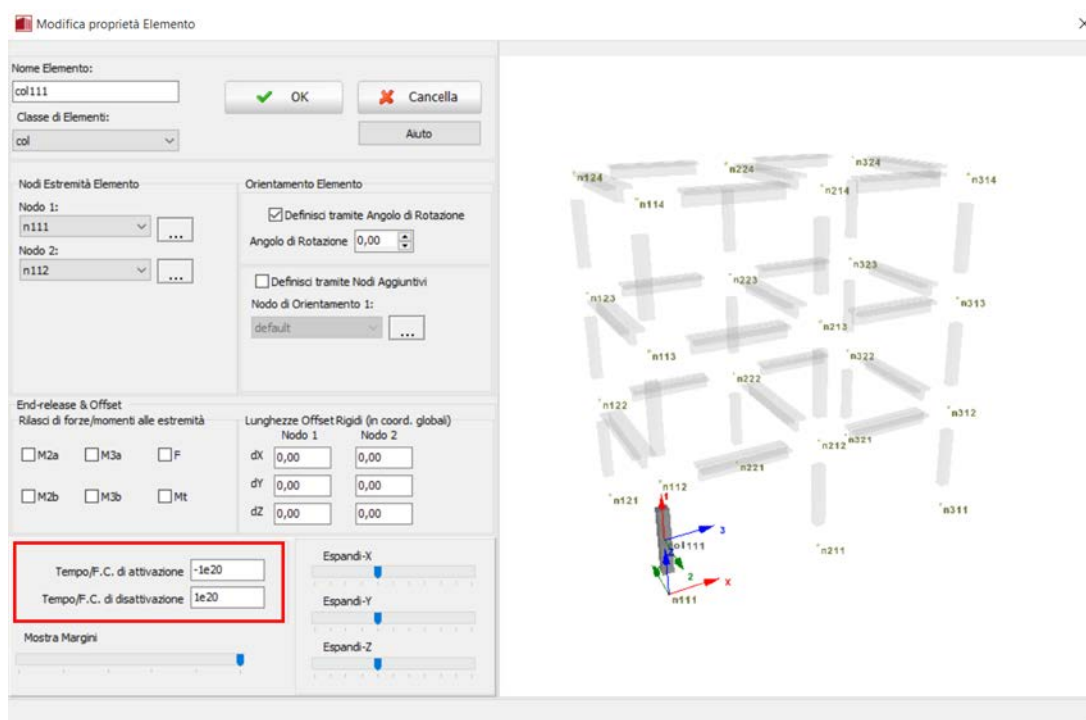 Modifica proprietà Elemento
Nome Elemento:
col111
OK
Cancella
Classe di Elementi:
col
Aiuto
Nodi Estremità Elemento
Nodo 1:
n111
...
Nodo 2:
n112
...
Orientamento Elemento
Definisci tramite Angolo di Rotazione
Angolo di Rotazione 0,00
Definisci tramite Nodi Aggiuntivi
Nodo di Orientamento 1:
default
...
End-release & Offset
Rilasci di forze/momenti alle estremità
M2a M3a F
M2b M3b Mt
Lunghezze Offset Rigidi (in coord. globali)
Nodo 1 Nodo 2
dX 0,00 0,00
dY 0,00 0,00
dZ 0,00 0,00
Tempo/F.C. di attivazione -1e20
Tempo/F.C. di disattivazione 1e20
Mostra Margini
Espandi-X
Espandi-Y
Espandi-Z
n324
n224
n124
n314
n214
n114
n323
n223
n123
n313
n213
n113
n322
n222
n122
n312
n212
n321
n221
n112
n121
n311
1
3
col111
Z
n211
2
X
n111